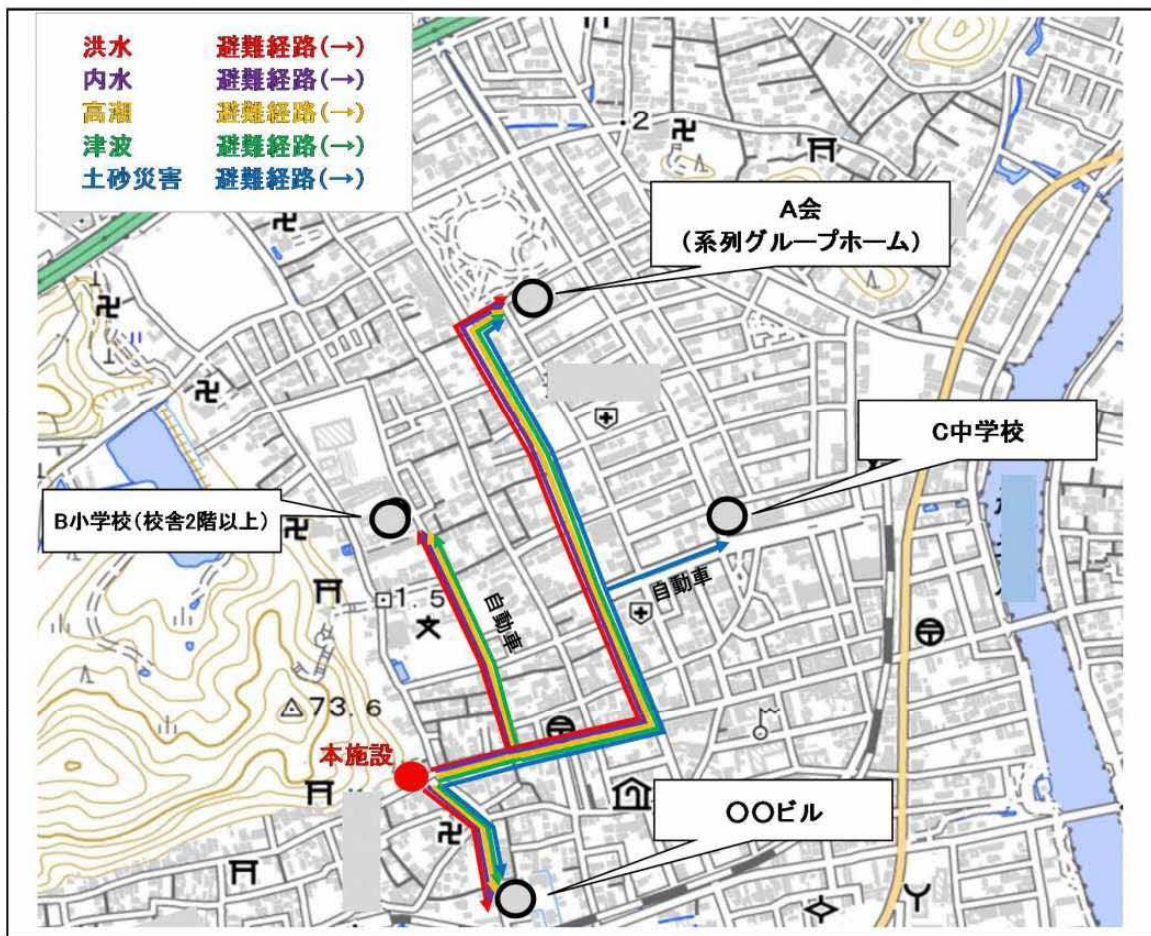 洪水 避難経路(→)
内水 避難経路(→)
高潮 避難経路(→)
津波 避難経路(→)
土砂災害 避難経路(→)
・2
A会
(系列グループホーム)
C中学校
B小学校(校舎2階以上)
1.5
自動車
自動車
73.6
本施設
〇〇ビル